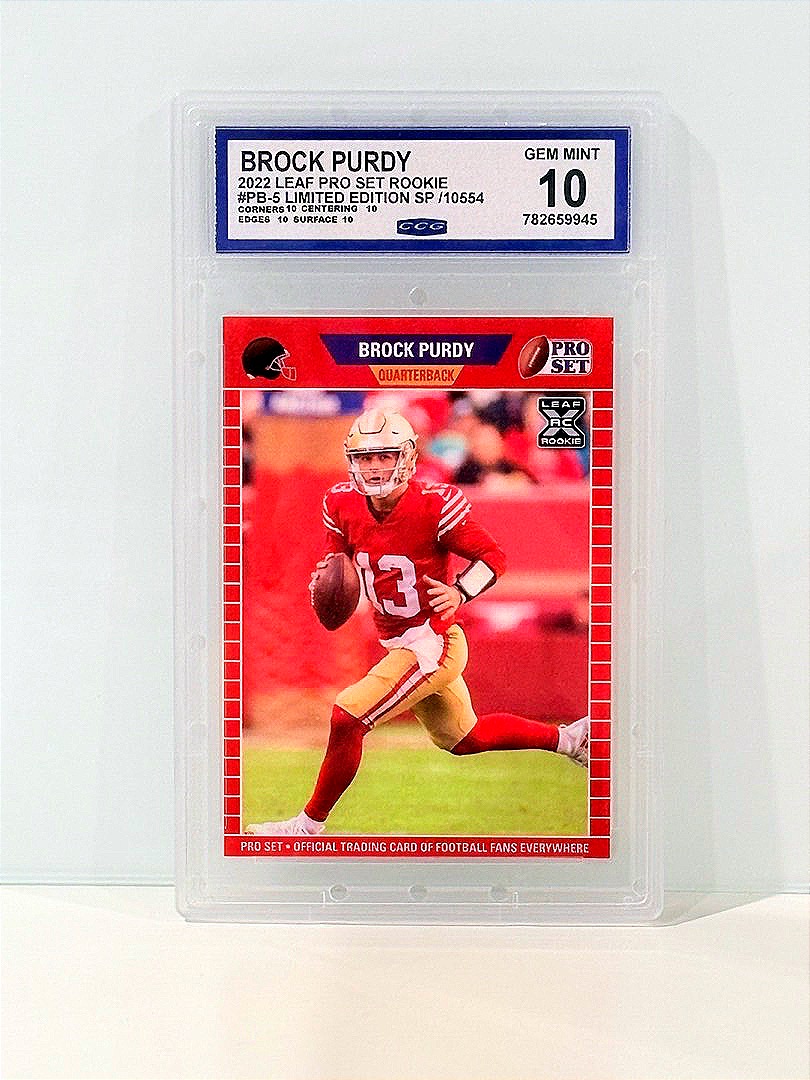 BROCK PURDY
2022 LEAF PRO SET ROOKIE
#PB-5 LIMITED EDITION SP /10554
CORNERS 10 CENTERING 10
EDGES 10 SURFACE 10
CCG
GEM MINT
10
782659945
BROCK PURDY
QUARTERBACK
PRO
SET
LEAF
RC
ROOKIE
13
13
PRO SET • OFFICIAL TRADING CARD OF FOOTBALL FANS EVERYWHERE